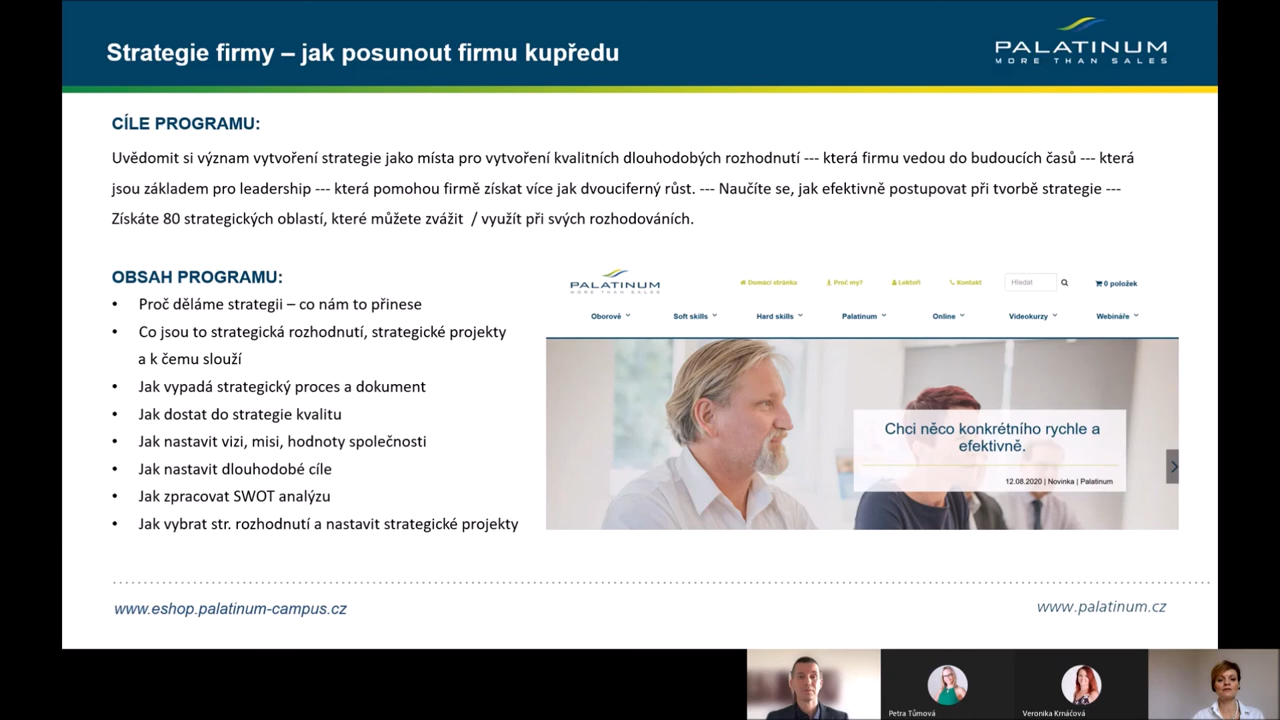 Strategie firmy – jak posunout firmu kupředu
PALATINUM
MORE THAN SALES
CÍLE PROGRAMU:
Uvědomit si význam vytvoření strategie jako místa pro vytvoření kvalitních dlouhodobých rozhodnutí --- která firmu vedou do budoucích časů --- která
jsou základem pro leadership --- která pomohou firmě získat více jak dvouciferný růst. --- Naučíte se, jak efektivně postupovat při tvorbě strategie ---
Získáte 80 strategických oblastí, které můžete zvážit / využít při svých rozhodováních.
OBSAH PROGRAMU:
• Proč děláme strategii – co nám to přinese
• Co jsou to strategická rozhodnutí, strategické projekty
a k čemu slouží
• Jak vypadá strategický proces a dokument
• Jak dostat do strategie kvalitu
• Jak nastavit vizi, misi, hodnoty společnosti
• Jak nastavit dlouhodobé cíle
• Jak zpracovat SWOT analýzu
• Jak vybrat str. rozhodnutí a nastavit strategické projekty
PALATINUM
MORE THAN SALES
Domácí stránka Proč my? Lektoři Kontakt Hledat 0 položek
Oborově Soft skills Hard skills Palatinum Online Videokurzy Webináře
Chci něco konkrétního rychle a
efektivně.
12.08.2020 | Novinka | Palatinum
www.eshop.palatinum-campus.cz
www.palatinum.cz
Petra Tůmová
Veronika Krnáčová